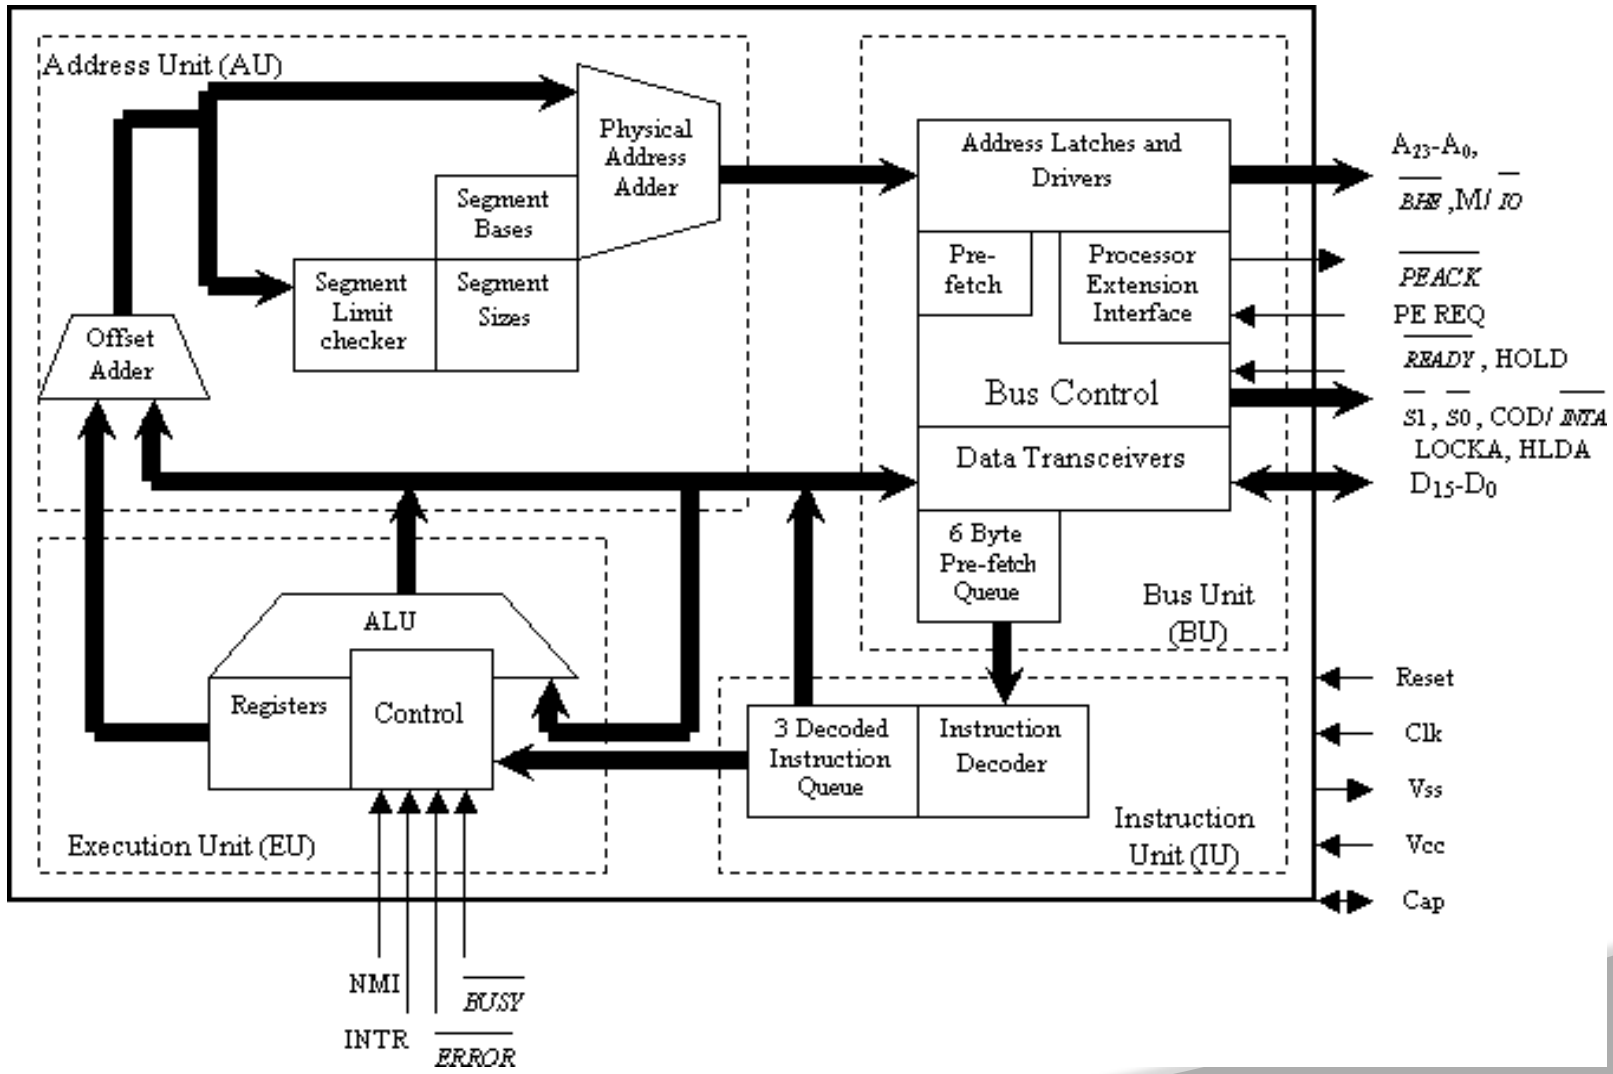 Address Unit (AU)
Physical
Address
Adder
Segment
Bases
Segment
Limit
checker
Segment
Sizes
Offset
Adder
Address Latches and
Drivers
Pre-
fetch
Processor
Extension
Interface
Bus Control
Data Transceivers
6 Byte
Pre-fetch
Queue
Bus Unit
(BU)
A23-A0,
BHE ,M/ IO
PEACK
PE REQ
READY , HOLD
S1, S0, COD/ INTA
LOCKA, HLDA
D15-D0
ALU
Registers
Control
Execution Unit (EU)
3 Decoded
Instruction
Queue
Instruction
Decoder
Instruction
Unit (IU)
Reset
Clk
Vss
Vcc
Cap
NMI
BUSY
INTR
ERROR